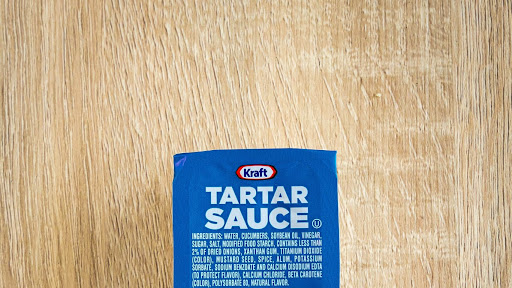 Kraft
TARTAR
SAUCE
INGREDIENTS: WATER, CUCUMBERS, SOYBEAN OIL, VINEGAR,
SUGAR, SALT, MODIFIED FOOD STARCH, CONTAINS LESS THAN
2% OF DRIED ONIONS, XANTHAN GUM, TITANIUM DIOXIDE
(COLOR), MUSTARD SEED, SPICE, ALUM, POTASSIUM
SORBATE, SODIUM BENZOATE AND CALCIUM DISODIUM EDTA
(TO PROTECT FLAVOR), CALCIUM CHLORIDE, BETA CAROTENE
(COLOR), POLYSORBATE 80, NATURAL FLAVOR.